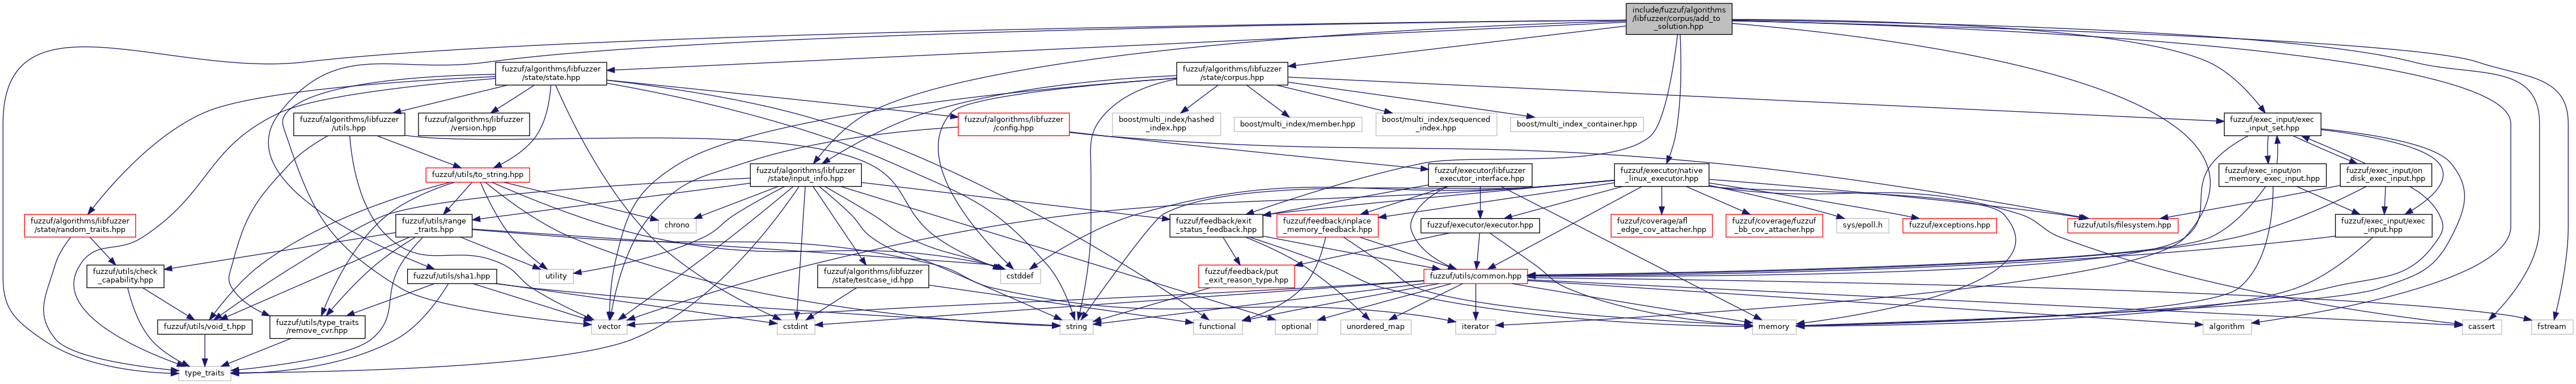 include/fuzzuf/algorithms
/libfuzzer/corpus/add_to
_solution.hpp
fuzzuf/algorithms/libfuzzer
/state/state.hpp
fuzzuf/algorithms/libfuzzer
/state/corpus.hpp
fuzzuf/algorithms/libfuzzer
/utils.hpp
fuzzuf/algorithms/libfuzzer
/version.hpp
fuzzuf/algorithms/libfuzzer
/config.hpp
boost/multi_index/hashed
_index.hpp
boost/multi_index/member.hpp
boost/multi_index/sequenced
_index.hpp
boost/multi_index_container.hpp
fuzzuf/exec_input/exec
_input_set.hpp
fuzzuf/utils/to_string.hpp
fuzzuf/algorithms/libfuzzer
/state/input_info.hpp
fuzzuf/executor/libfuzzer
_executor_interface.hpp
fuzzuf/executor/native
_linux_executor.hpp
fuzzuf/exec_input/on
_memory_exec_input.hpp
fuzzuf/exec_input/on
_disk_exec_input.hpp
fuzzuf/algorithms/libfuzzer
/state/random_traits.hpp
fuzzuf/utils/range
_traits.hpp
chrono
fuzzuf/feedback/exit
_status_feedback.hpp
fuzzuf/feedback/inplace
_memory_feedback.hpp
fuzzuf/executor/executor.hpp
fuzzuf/coverage/afl
_edge_cov_attacher.hpp
fuzzuf/coverage/fuzzuf
_bb_cov_attacher.hpp
sys/epoll.h
fuzzuf/exceptions.hpp
fuzzuf/utils/filesystem.hpp
fuzzuf/exec_input/exec
_input.hpp
fuzzuf/utils/check
_capability.hpp
fuzzuf/utils/sha1.hpp
utility
fuzzuf/algorithms/libfuzzer
/state/testcase_id.hpp
cstddef
fuzzuf/feedback/put
_exit_reason_type.hpp
fuzzuf/utils/common.hpp
fuzzuf/utils/void_t.hpp
fuzzuf/utils/type_traits
/remove_cvr.hpp
vector
cstdint
string
functional
optional
unordered_map
iterator
memory
algorithm
cassert
fstream
type_traits